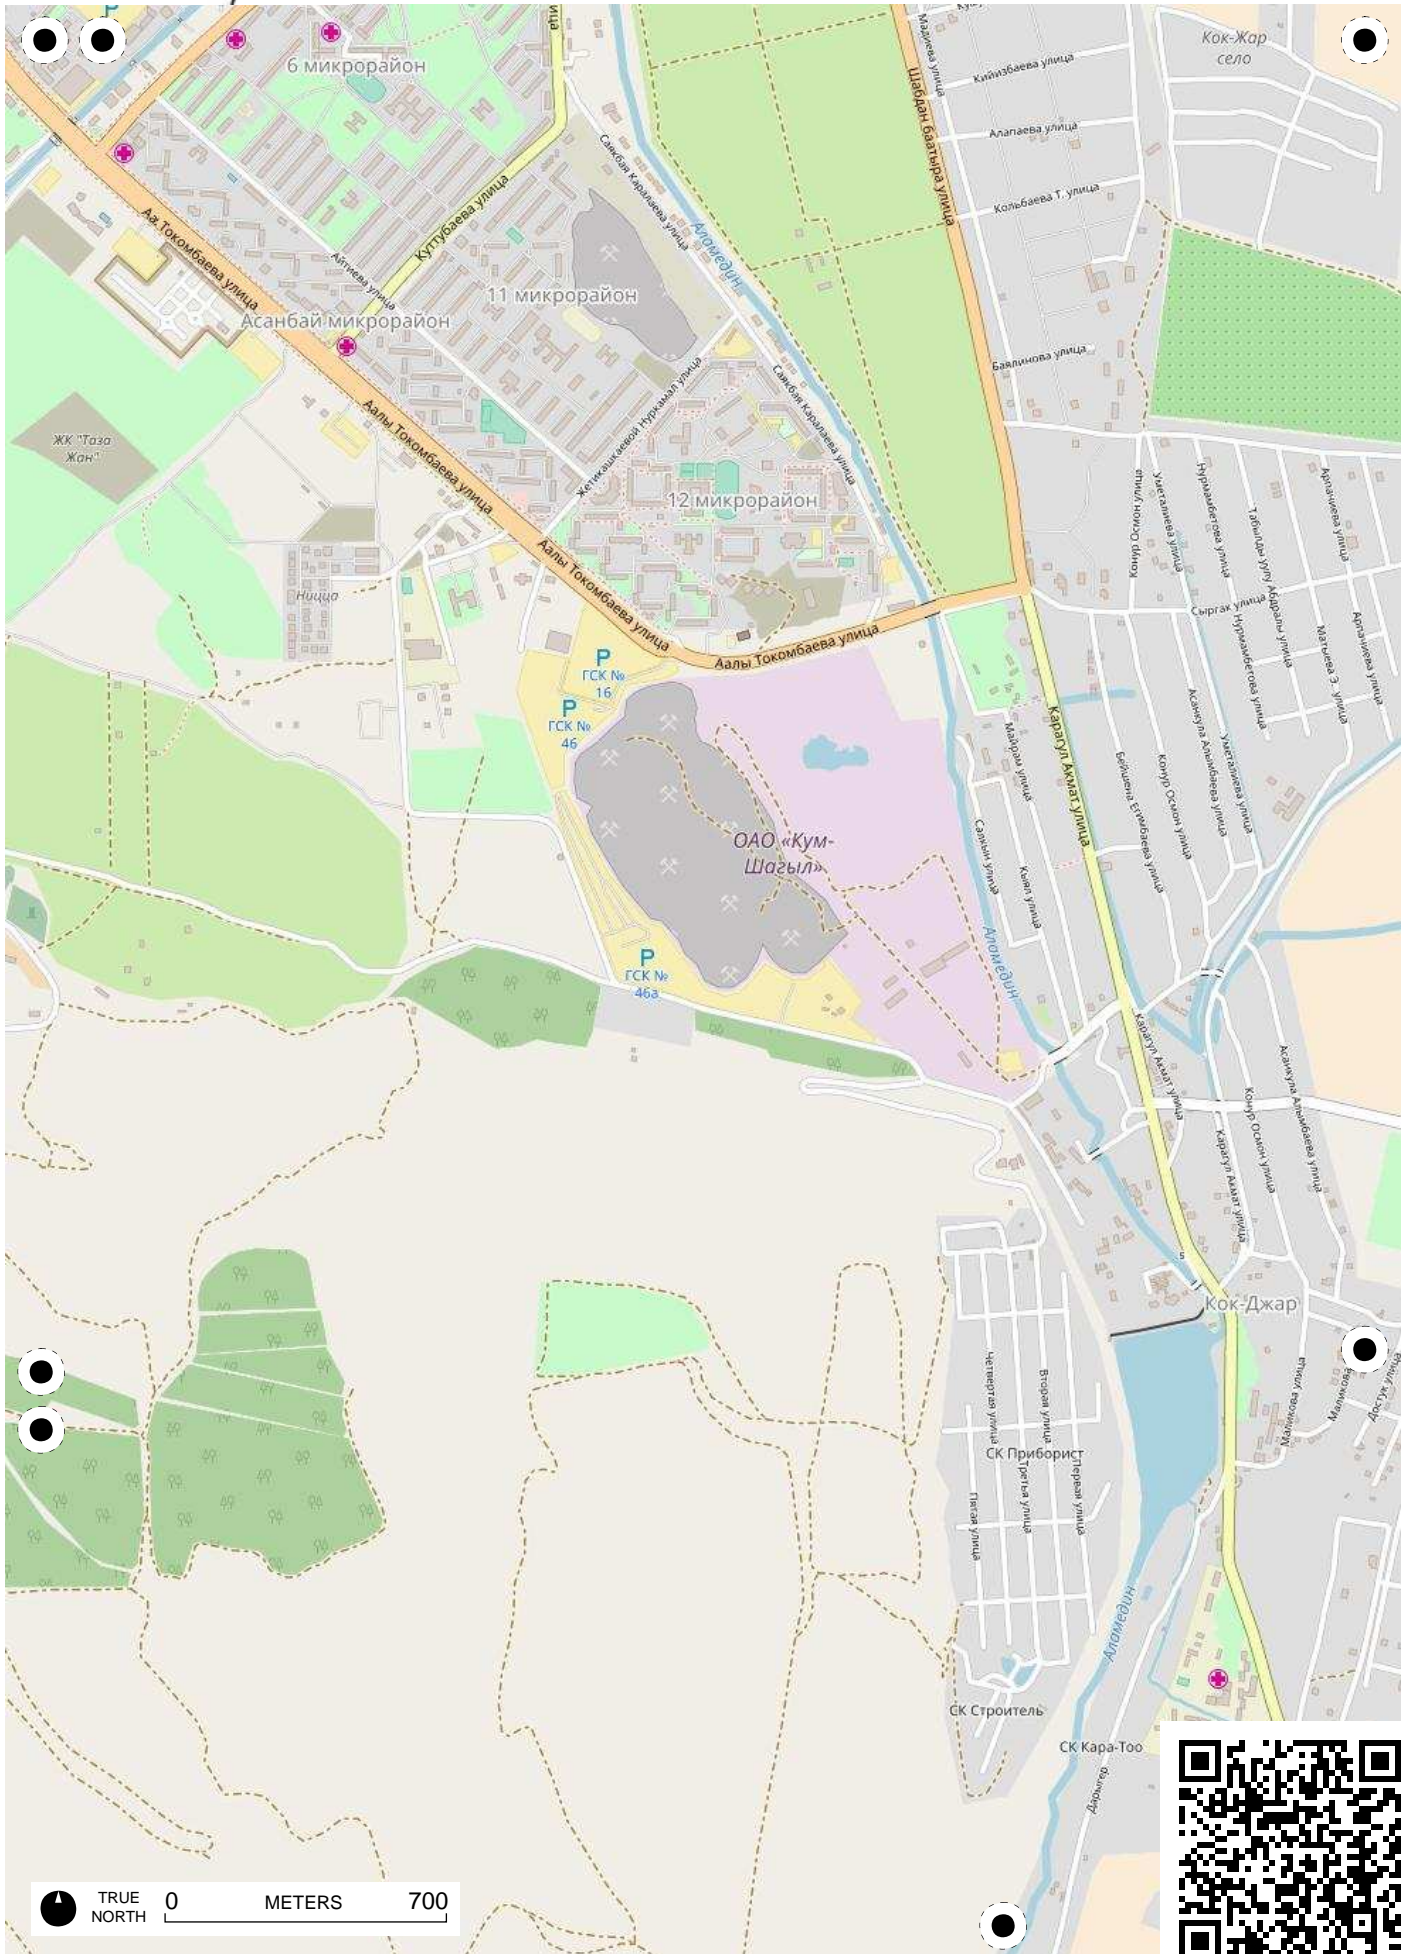 P
6 микрорайон
Кок-Жар
село
Мадиева улица
Кийизбаева улица
Шабдан баатыра улица
Алапаева улица
Саякбая Каралаева улица
Аа. Токомбаева улица
Куттубаева улица
Кольбаева Т. улица
Аламедин
Айтиева улица
11 микрорайон
Асанбай микрорайон
Баялинова улица
Жетикашкаевой Нуркамал улица
Саякбая Каралаева улица
Аалы Токомбаева улица
ЖК "Таза
Жан"
12 микрорайон
Конур Осмон улица
Уметалиева улица
Нурмамбетова улица
Табылды уулу Абдралы улица
Арпачиева улица
Аалы Токомбаева улица
Ницца
Сыргак улица
Нурмамбетова улица
Матыева Э. улица
Арпачиева улица
Аалы Токомбаева улица
P
ГСК №
16
P
ГСК №
46
Майрам улица
Карагул Акмат улица
Бейшена Егимбаева улица
Конур Осмон улица
Асанкула Алымбаева улица
Уметалиева улица
ОАО «Кум-
Шагыл»
Салкын улица
Кыял улица
Аламедин
P
ГСК №
46а
Карагул Акмат улица
Асанкула Алымбаева улица
Конур Осмон улица
Карагул Акмат улица
Кок-Джар
Четвертая улица
Вторая улица
Маликова улица
Маликова
Достук улица
СК Приборист
Пятая улица
Третья улица
Первая улица
Аламедин
СК Строитель
СК Кара-Тоо
Дарыгер
TRUE
NORTH
0 METERS 700